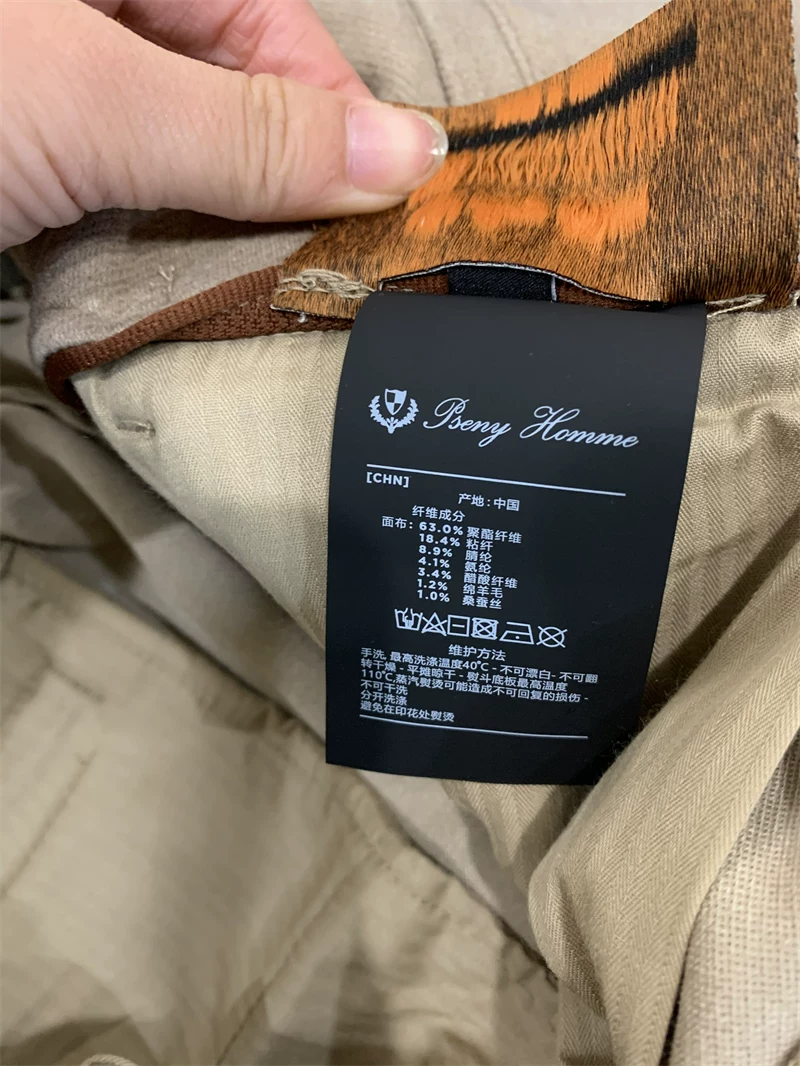 Pseny Homme
[CHN]
产地：中国
纤维成分
面布：63.0% 聚酯纤维
18.4% 粘纤
8.9% 腈纶
4.1% 氨纶
3.4% 醋酸纤维
1.2% 绵羊毛
1.0% 桑蚕丝
维护方法
手洗, 最高洗涤温度40℃ - 不可漂白- 不可翻
转干燥 - 平摊晾干 - 熨斗底板最高温度
110℃,蒸汽熨烫可能造成不可回复的损伤 -
不可干洗
分开洗涤
避免在印花处熨烫